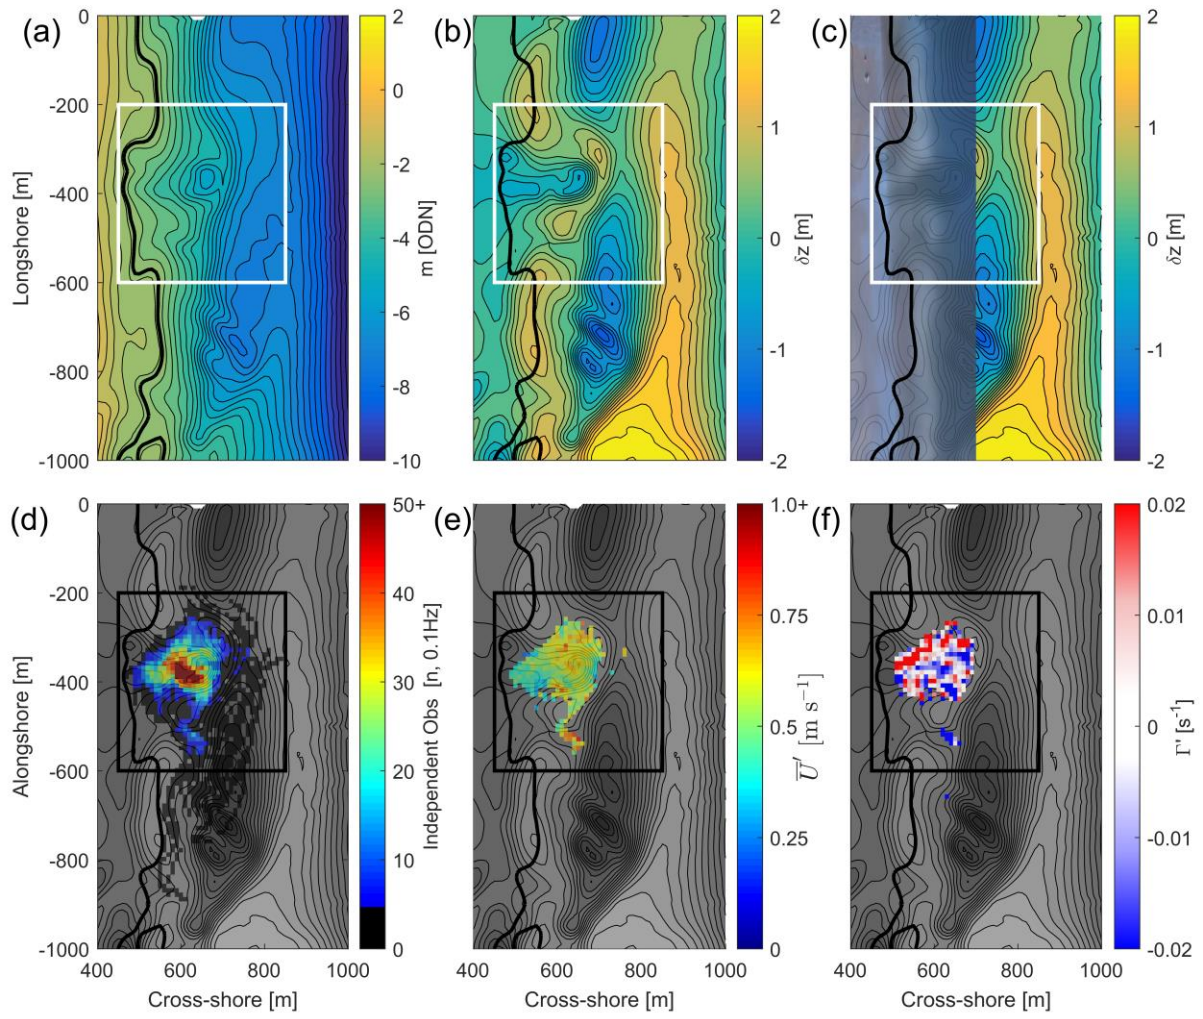 (a)
0
-200
-400
-600
-800
-1000
Longshore [m]
2
0
-2
-4
-6
-8
-10
m [ODN]
(b)
2
1
0
-1
-2
δz [m]
(c)
2
1
0
-1
-2
δz [m]
(d)
0
-200
-400
-600
-800
-1000
Alongshore [m]
400 600 800 1000
Cross-shore [m]
50+
40
30
20
10
0
Independent Obs [n, 0.1Hz]
(e)
400 600 800 1000
Cross-shore [m]
1.0+
0.75
0.5
0.25
0
U̅′ [m s⁻¹]
(f)
400 600 800 1000
Cross-shore [m]
0.02
0.01
0
-0.01
-0.02
Γ' [s⁻¹]